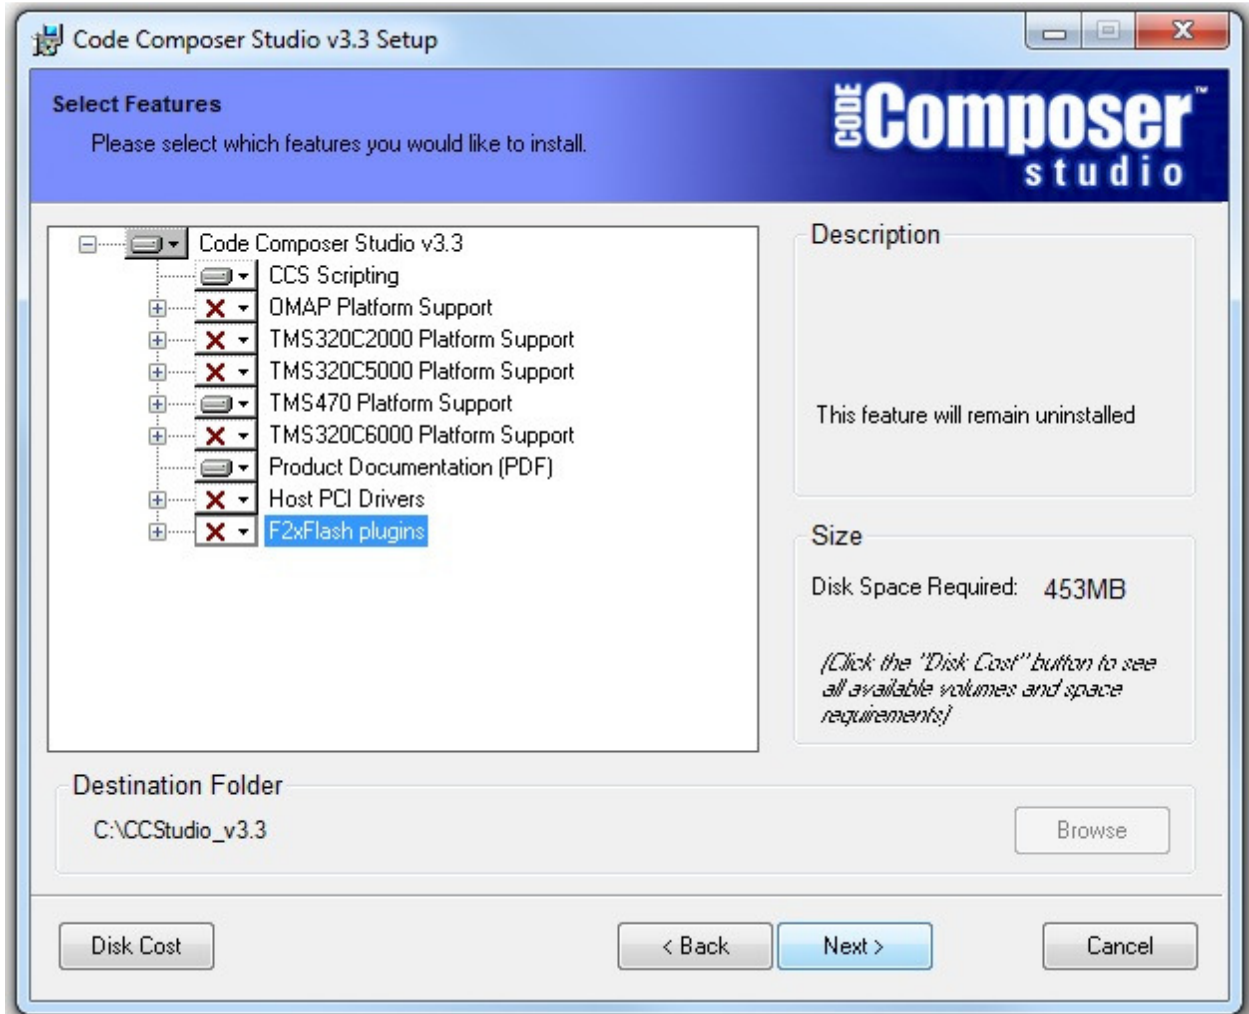 Code Composer Studio v3.3 Setup
Select Features
Please select which features you would like to install.
CODE Composer™
studio
Code Composer Studio v3.3
CCS Scripting
OMAP Platform Support
TMS320C2000 Platform Support
TMS320C5000 Platform Support
TMS470 Platform Support
TMS320C6000 Platform Support
Product Documentation (PDF)
Host PCI Drivers
F2xFlash plugins
Description
This feature will remain uninstalled
Size
Disk Space Required: 453MB
(Click the "Disk Cost" button to see
all available volumes and space
requirements)
Destination Folder
C:\CCStudio_v3.3
Browse
Disk Cost
< Back
Next >
Cancel